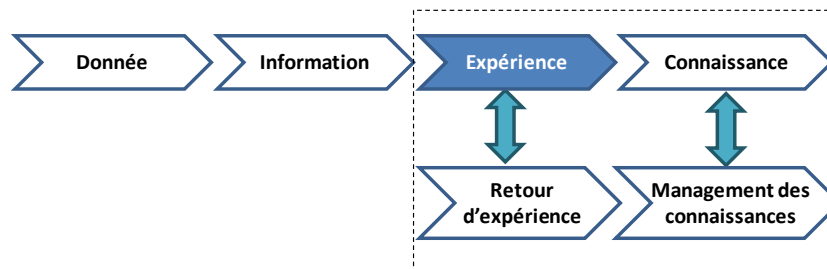 Donnée
Information
Expérience
Connaissance
Retour
d'expérience
Management des
connaissances